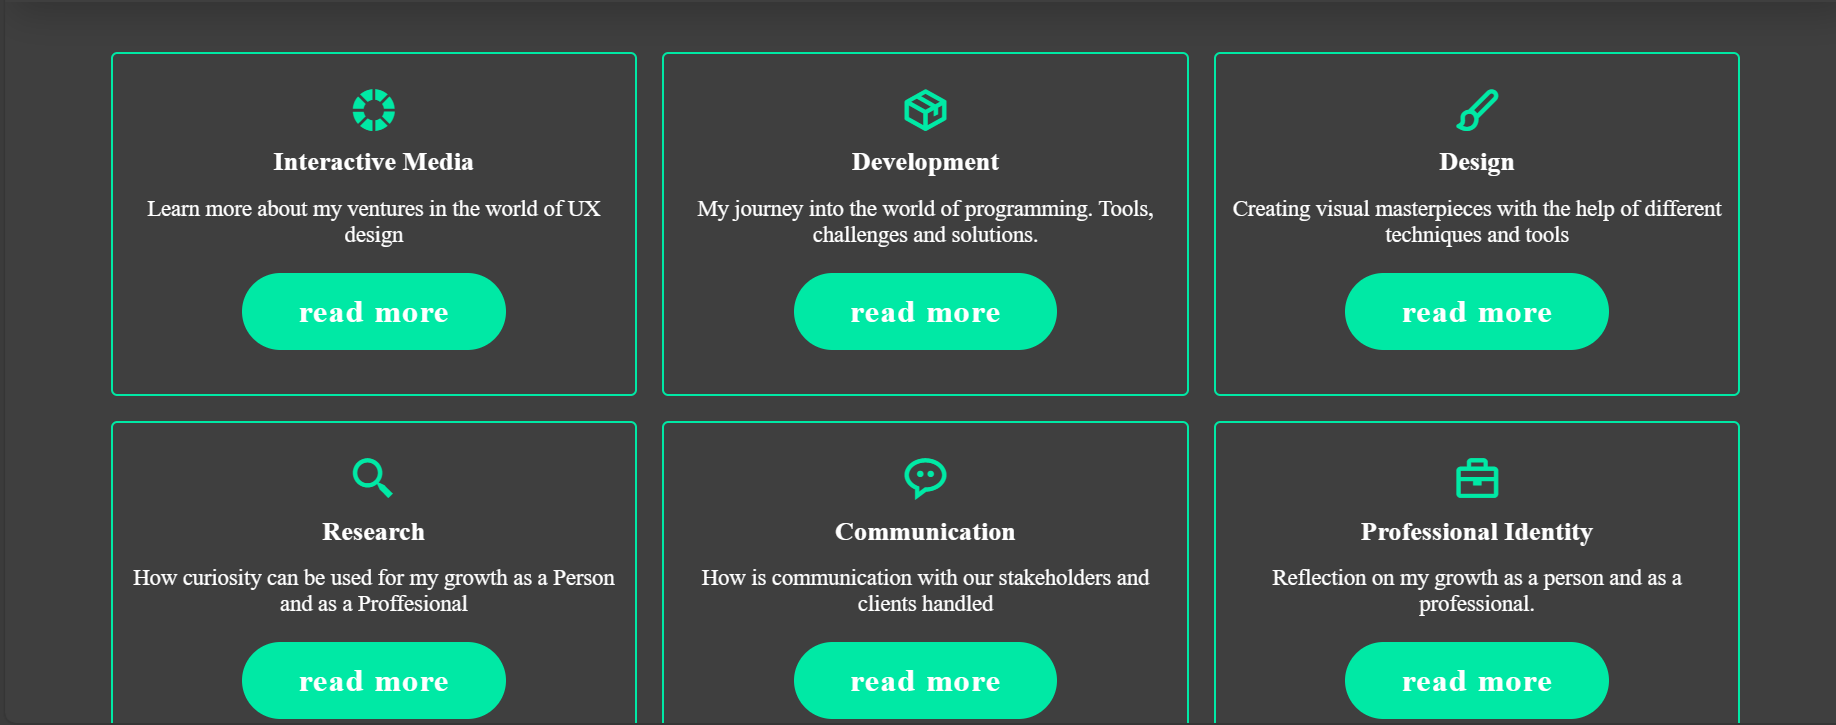 Interactive Media
Learn more about my ventures in the world of UX
design
read more
Development
My journey into the world of programming. Tools,
challenges and solutions.
read more
Design
Creating visual masterpieces with the help of different
techniques and tools
read more
Research
How curiosity can be used for my growth as a Person
and as a Proffesional
read more
Communication
How is communication with our stakeholders and
clients handled
read more
Professional Identity
Reflection on my growth as a person and as a
professional.
read more